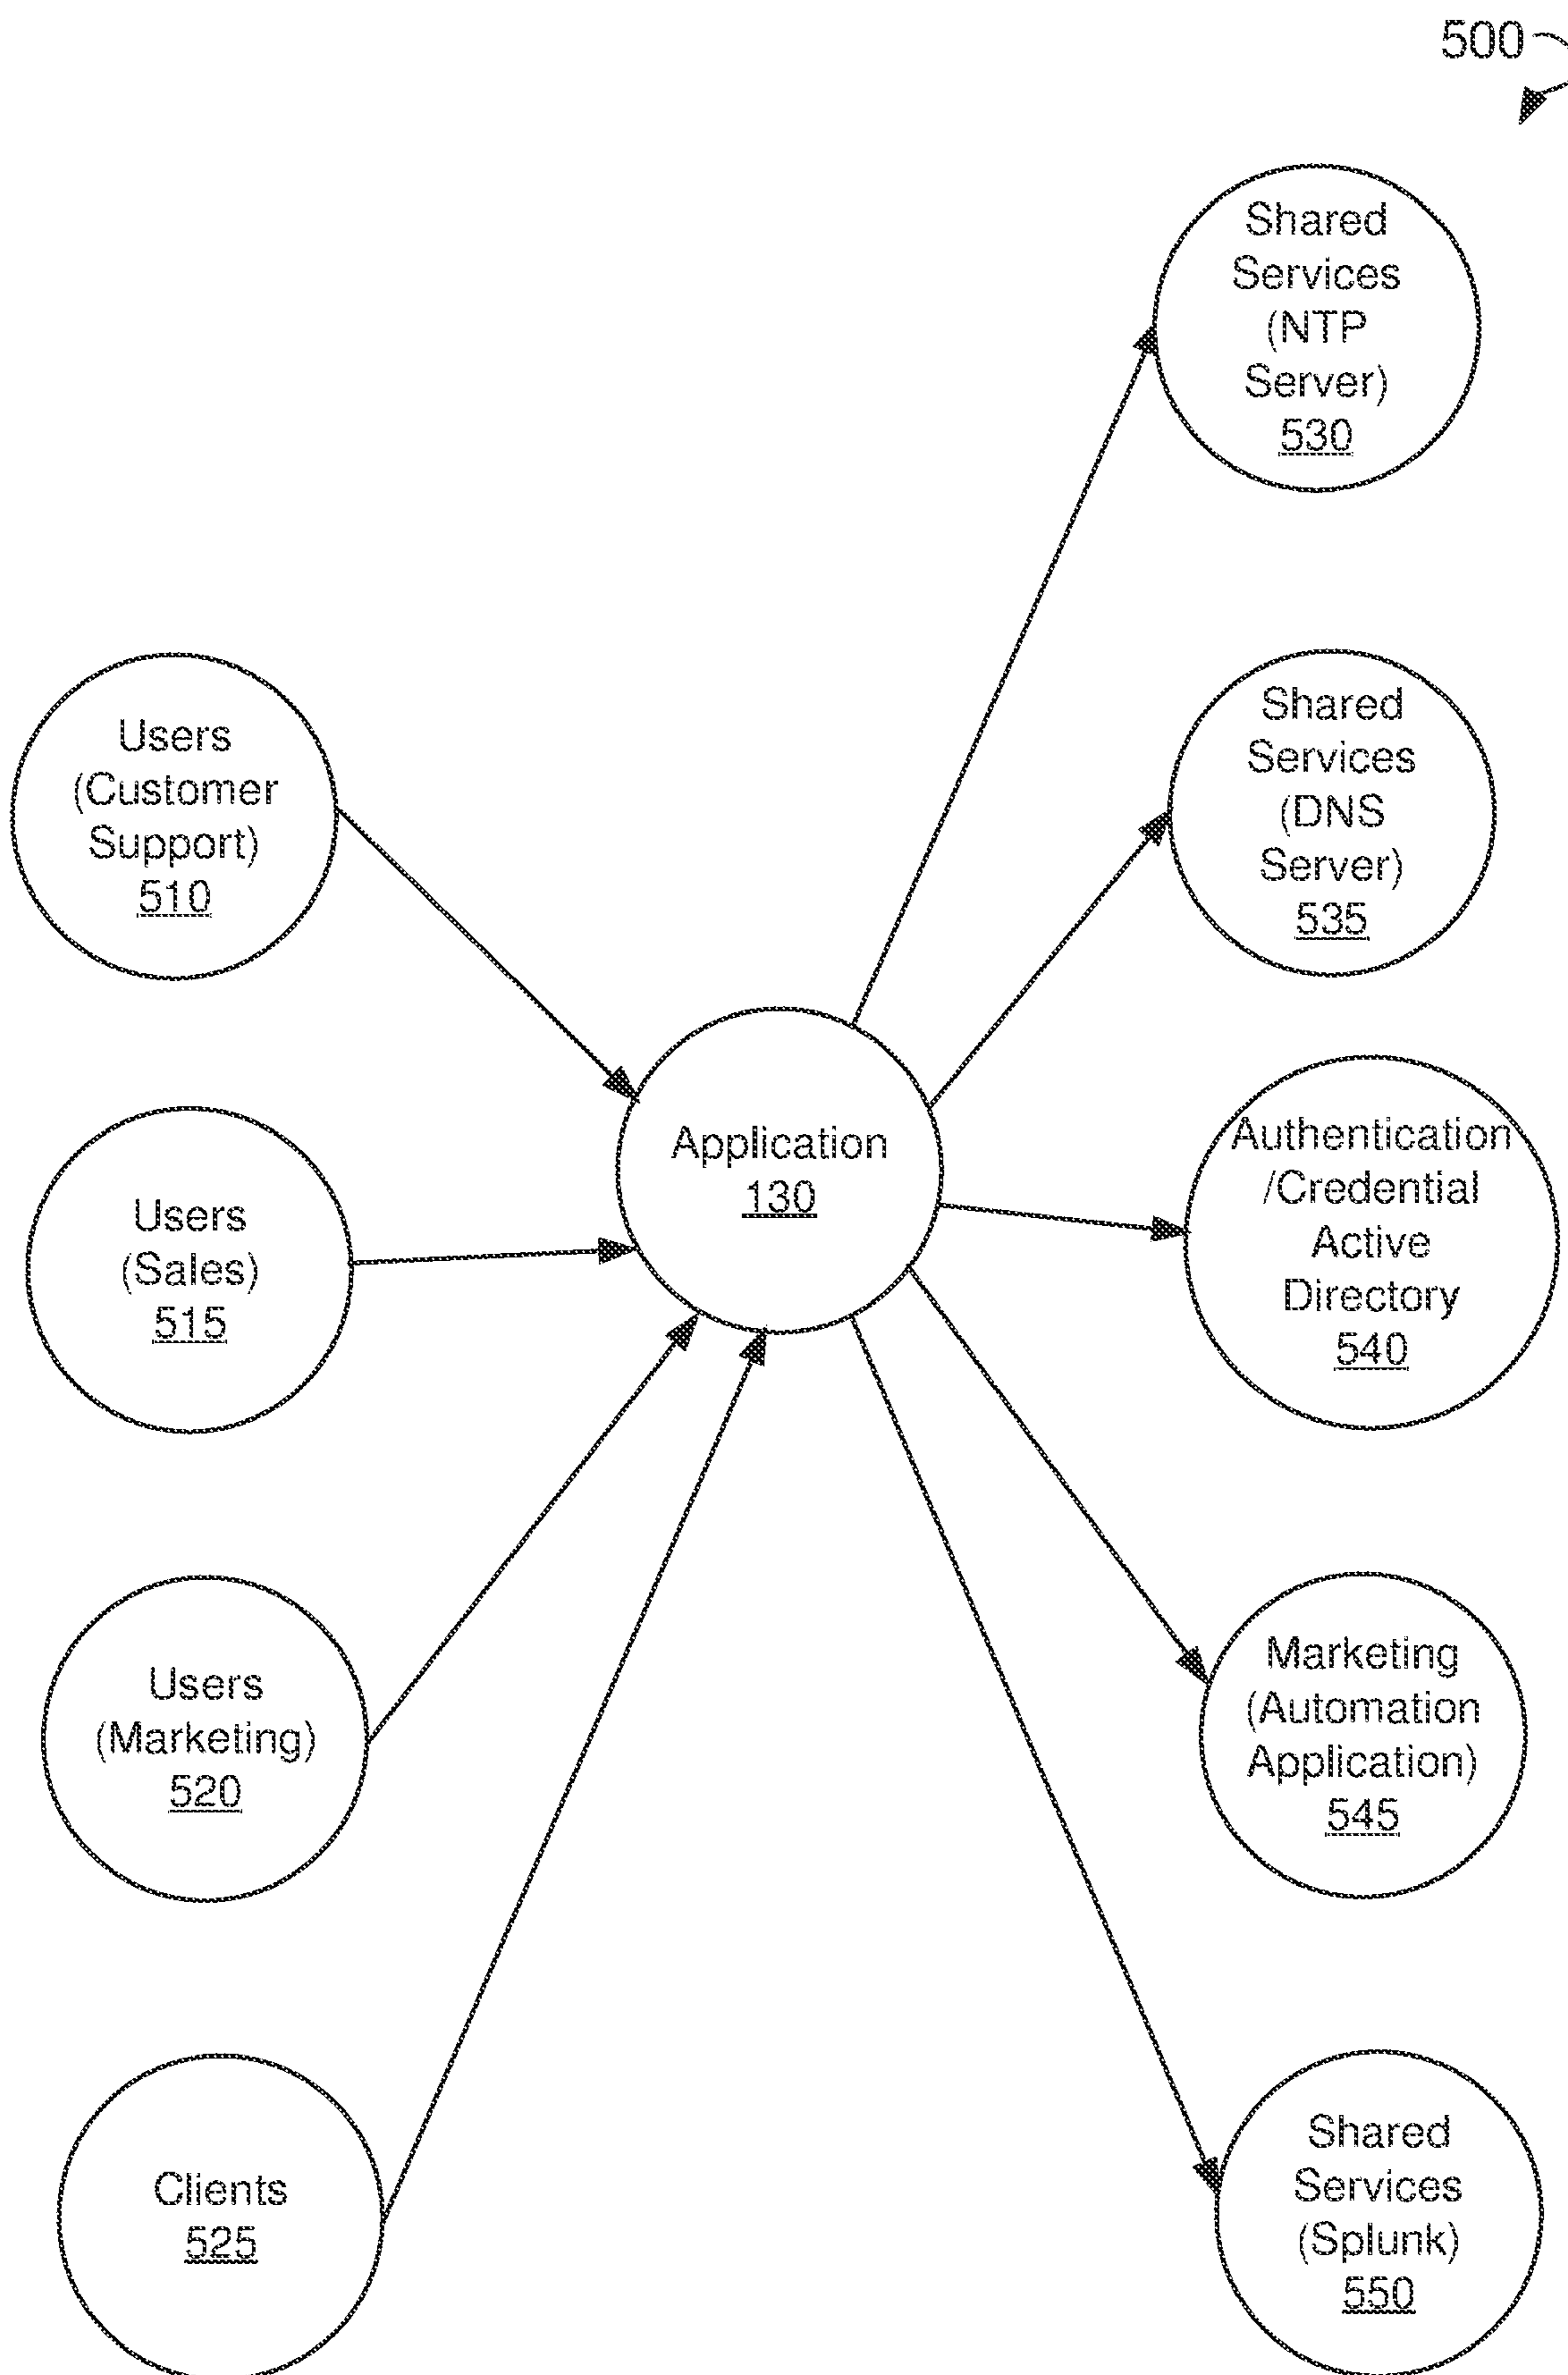 500
Shared
Services
(NTP
Server)
530
Shared
Services
(DNS
Server)
535
Users
(Customer
Support)
510
Application
130
Authentication
/Credential
Active
Directory
540
Users
(Sales)
515
Users
(Marketing)
520
Marketing
(Automation
Application)
545
Clients
525
Shared
Services
(Splunk)
550